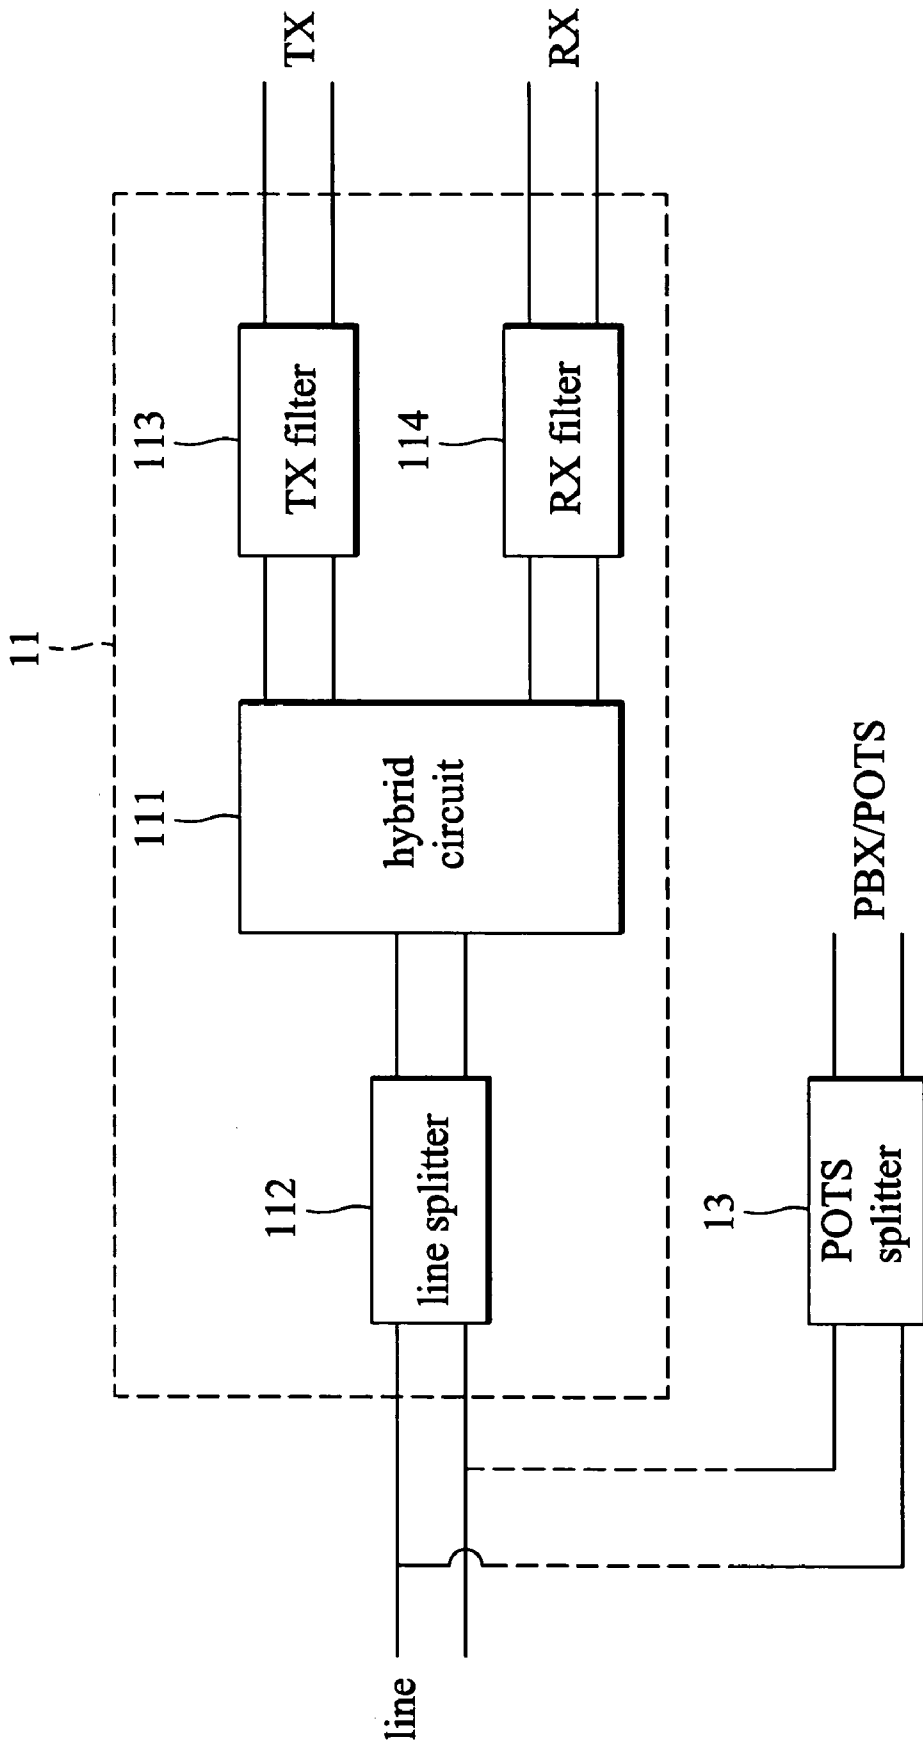 11
113
TX filter
TX
111
hybrid
circuit
114
RX filter
RX
112
line splitter
line
13
POTS
splitter
PBX/POTS